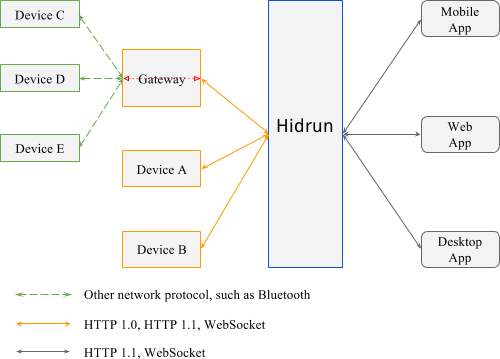 Device C
Mobile
App
Device D
Gateway
Hidrun
Web
App
Device E
Device A
Device B
Desktop
App
Other network protocol, such as Bluetooth
HTTP 1.0, HTTP 1.1, WebSocket
HTTP 1.1, WebSocket